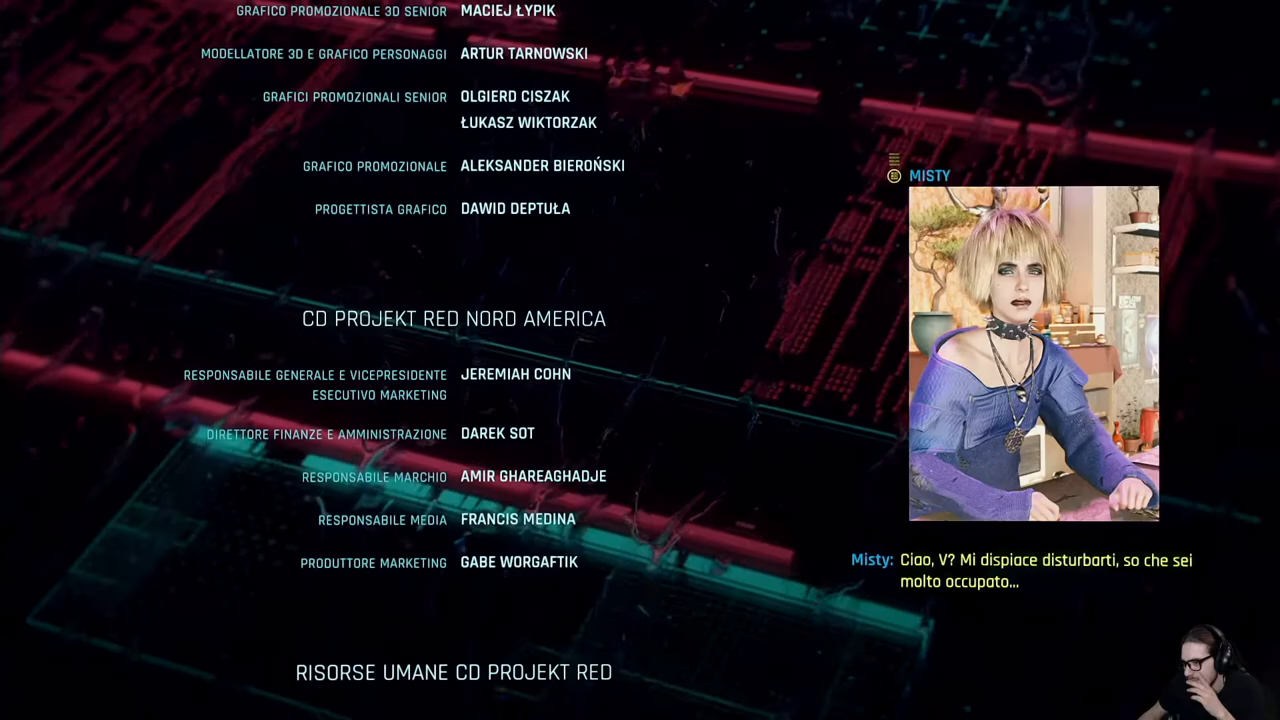 GRAFICO PROMOZIONALE 3D SENIOR MACIEJ ŁYPIK
MODELLATORE 3D E GRAFICO PERSONAGGI ARTUR TARNOWSKI
GRAFICI PROMOZIONALI SENIOR OLGIERD CISZAK
ŁUKASZ WIKTORZAK
GRAFICO PROMOZIONALE ALEKSANDER BIEROŃSKI
PROGETTISTA GRAFICO DAWID DEPTUŁA
CD PROJEKT RED NORD AMERICA
RESPONSABILE GENERALE E VICEPRESIDENTE JEREMIAH COHN
ESECUTIVO MARKETING
DIRETTORE FINANZE E AMMINISTRAZIONE DAREK SOT
RESPONSABILE MARCHIO AMIR GHAREAGHADJE
RESPONSABILE MEDIA FRANCIS MEDINA
PRODUTTORE MARKETING GABE WORGAFTIK
RISORSE UMANE CD PROJEKT RED
MISTY
Misty: Ciao, V? Mi dispiace disturbarti, so che sei
molto occupato...